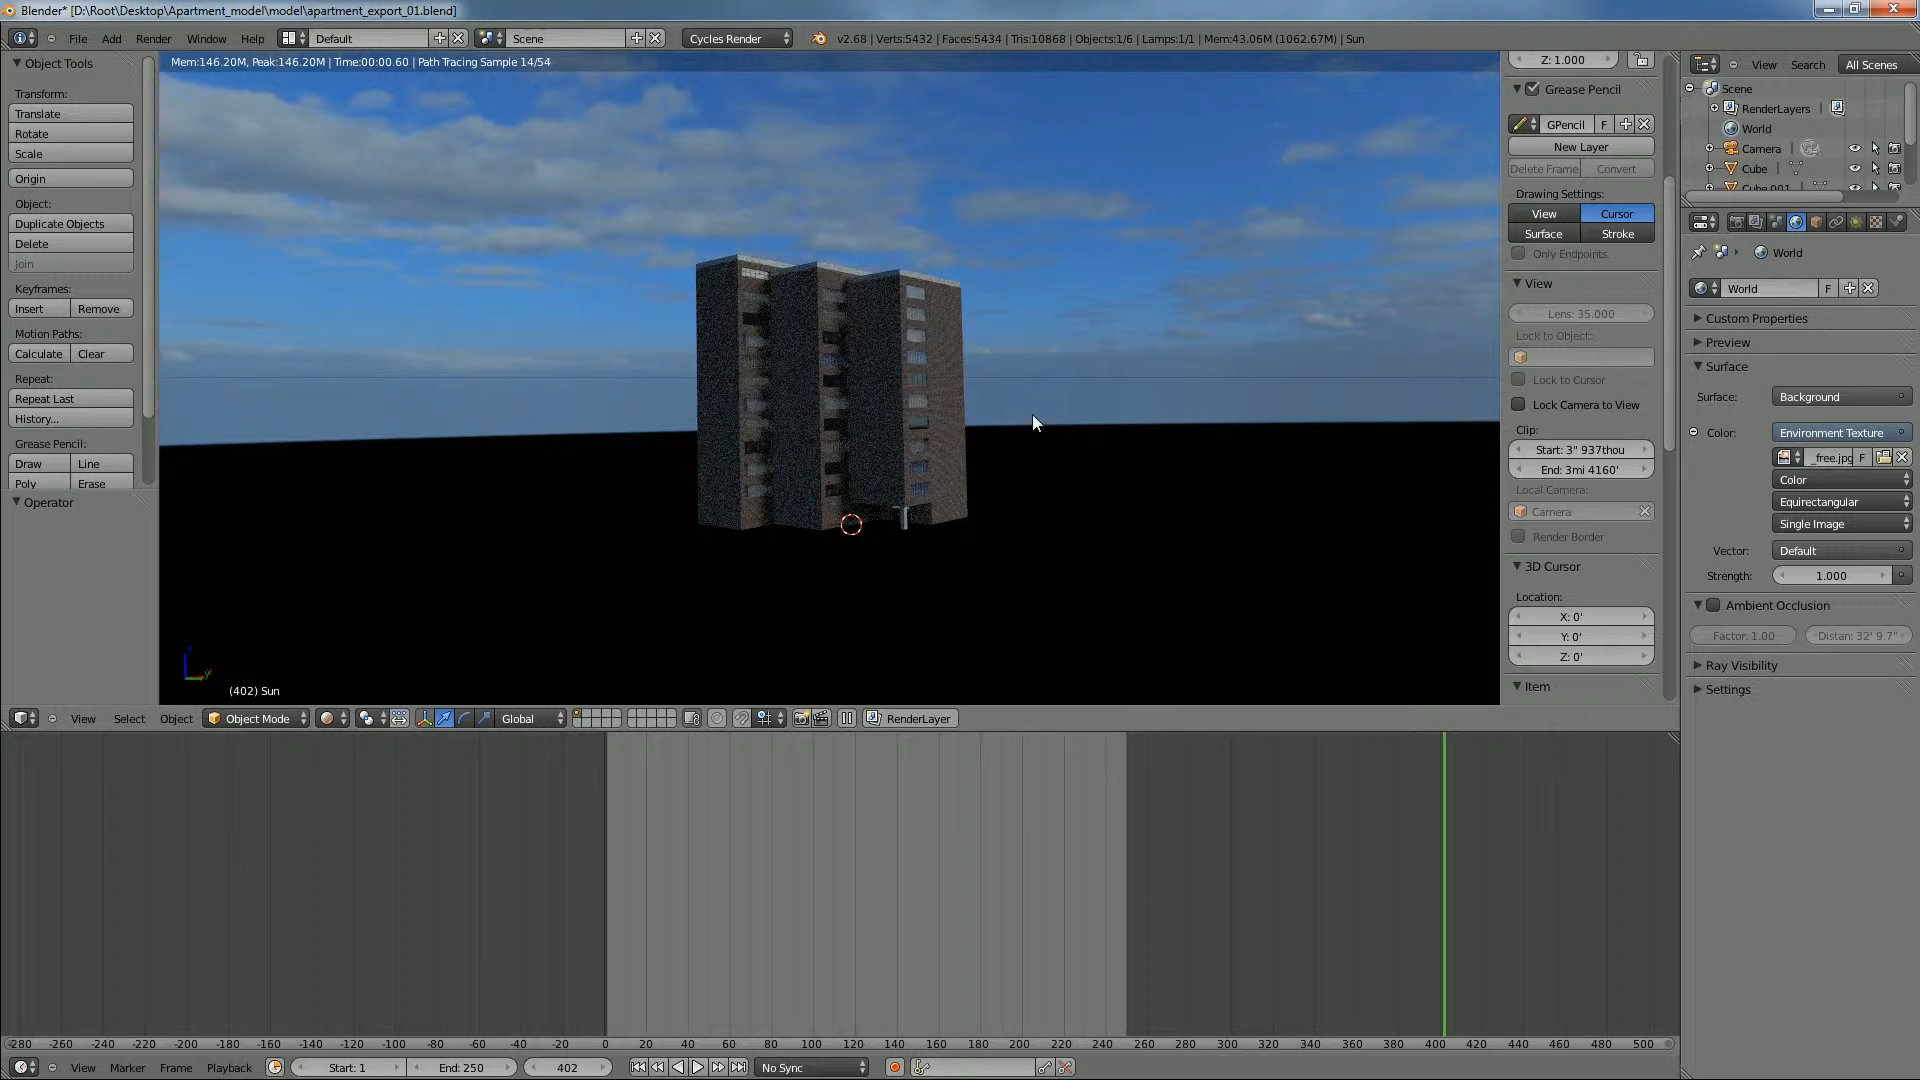 Blender* [D:\Root\Desktop\Apartment_model\model\apartment_export_01.blend]
File Add Render Window Help Default Scene Cycles Render v2.68 | Verts:5432 | Faces:5434 | Tris:10868 | Objects:1/6 | Lamps:1/1 | Mem:43.06M (1062.67M) | Sun
Mem:146.20M, Peak:146.20M | Time:00:00.60 | Path Tracing Sample 14/54
Object Tools
Transform:
Translate
Rotate
Scale
Origin
Object:
Duplicate Objects
Delete
Join
Keyframes:
Insert Remove
Motion Paths:
Calculate Clear
Repeat:
Repeat Last
History...
Grease Pencil:
Draw Line
Poly Erase
Operator
(402) Sun
Z: 1.000
Grease Pencil
GPencil F
New Layer
Delete Frame Convert
Drawing Settings:
View Cursor
Surface Stroke
Only Endpoints
View
Lens: 35.000
Lock to Object:
Lock to Cursor
Lock Camera to View
Clip:
Start: 3" 937thou
End: 3mi 4160'
Local Camera:
Camera
Render Border
3D Cursor
Location:
X: 0'
Y: 0'
Z: 0'
Item
View Search All Scenes
Scene
RenderLayers
World
Camera
Cube
Cube.001
World
World F
Custom Properties
Preview
Surface
Surface: Background
Color: Environment Texture
_free.jpg F
Color
Equirectangular
Single Image
Vector: Default
Strength: 1.000
Ambient Occlusion
Factor: 1.00 Distan: 32' 9.7"
Ray Visibility
Settings
View Select Object Object Mode Global RenderLayer
-280 -260 -240 -220 -200 -180 -160 -140 -120 -100 -80 -60 -40 -20 0 20 40 60 80 100 120 140 160 180 200 220 240 260 280 300 320 340 360 380 400 420 440 460 480 500
View Marker Frame Playback Start: 1 End: 250 402 No Sync